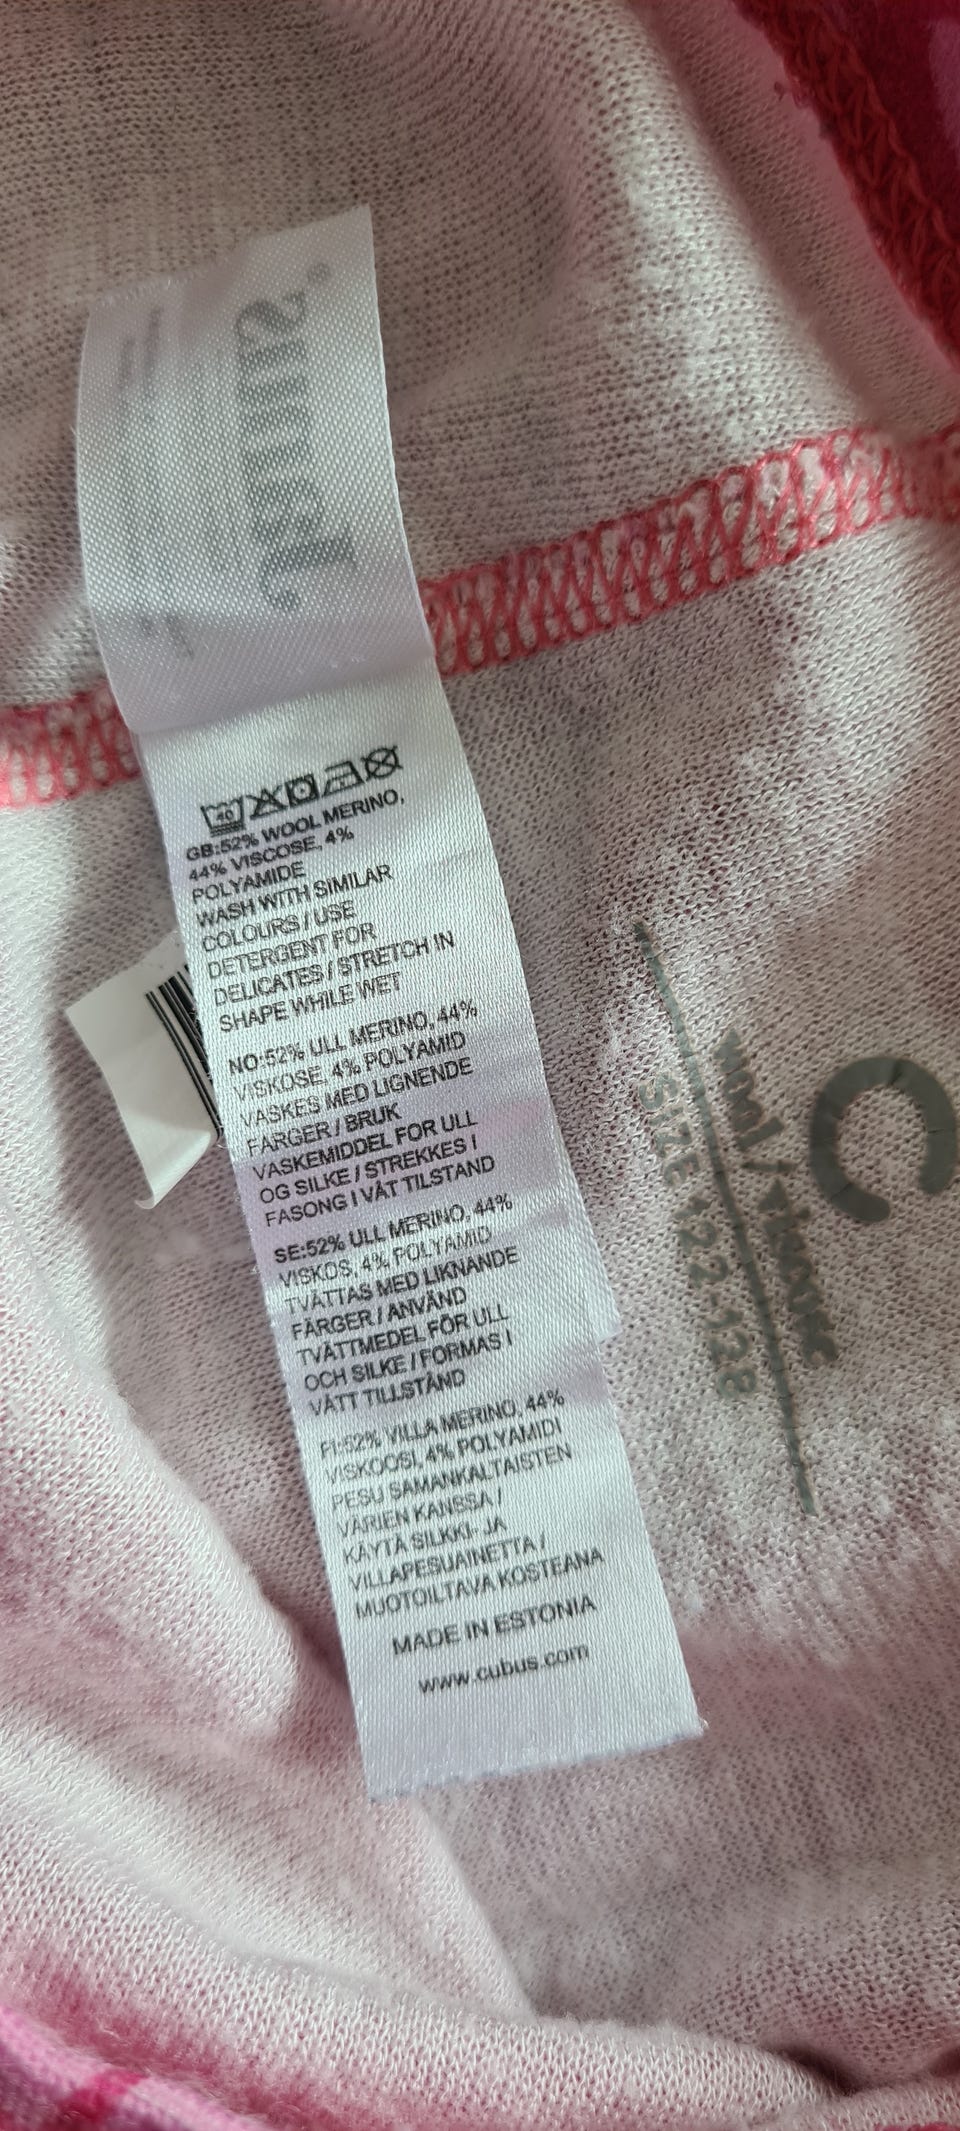 40
GB:52% WOOL MERINO,
44% VISCOSE, 4%
POLYAMIDE
WASH WITH SIMILAR
COLOURS / USE
DETERGENT FOR
DELICATES / STRETCH IN
SHAPE WHILE WET
NO:52% ULL MERINO, 44%
VISKOSE, 4% POLYAMID
VASKES MED LIGNENDE
FARGER / BRUK
VASKEMIDDEL FOR ULL
OG SILKE / STREKKES I
FASONG I VÅT TILSTAND
SE:52% ULL MERINO, 44%
VISKOS, 4% POLYAMID
TVÄTTAS MED LIKNANDE
FÄRGER / ANVÄND
TVÄTTMEDEL FÖR ULL
OCH SILKE / FORMAS I
VÅTT TILLSTÅND
FI:52% VILLA MERINO, 44%
VISKOOSI, 4% POLYAMIDI
PESU SAMANKALTAISTEN
VÄRIEN KANSSA /
KÄYTÄ SILKKI- JA
VILLAPESUAINETTA /
MUOTOILTAVA KOSTEANA
MADE IN ESTONIA
www.cubus.com
C
wool/viscose
SIZE 122-128